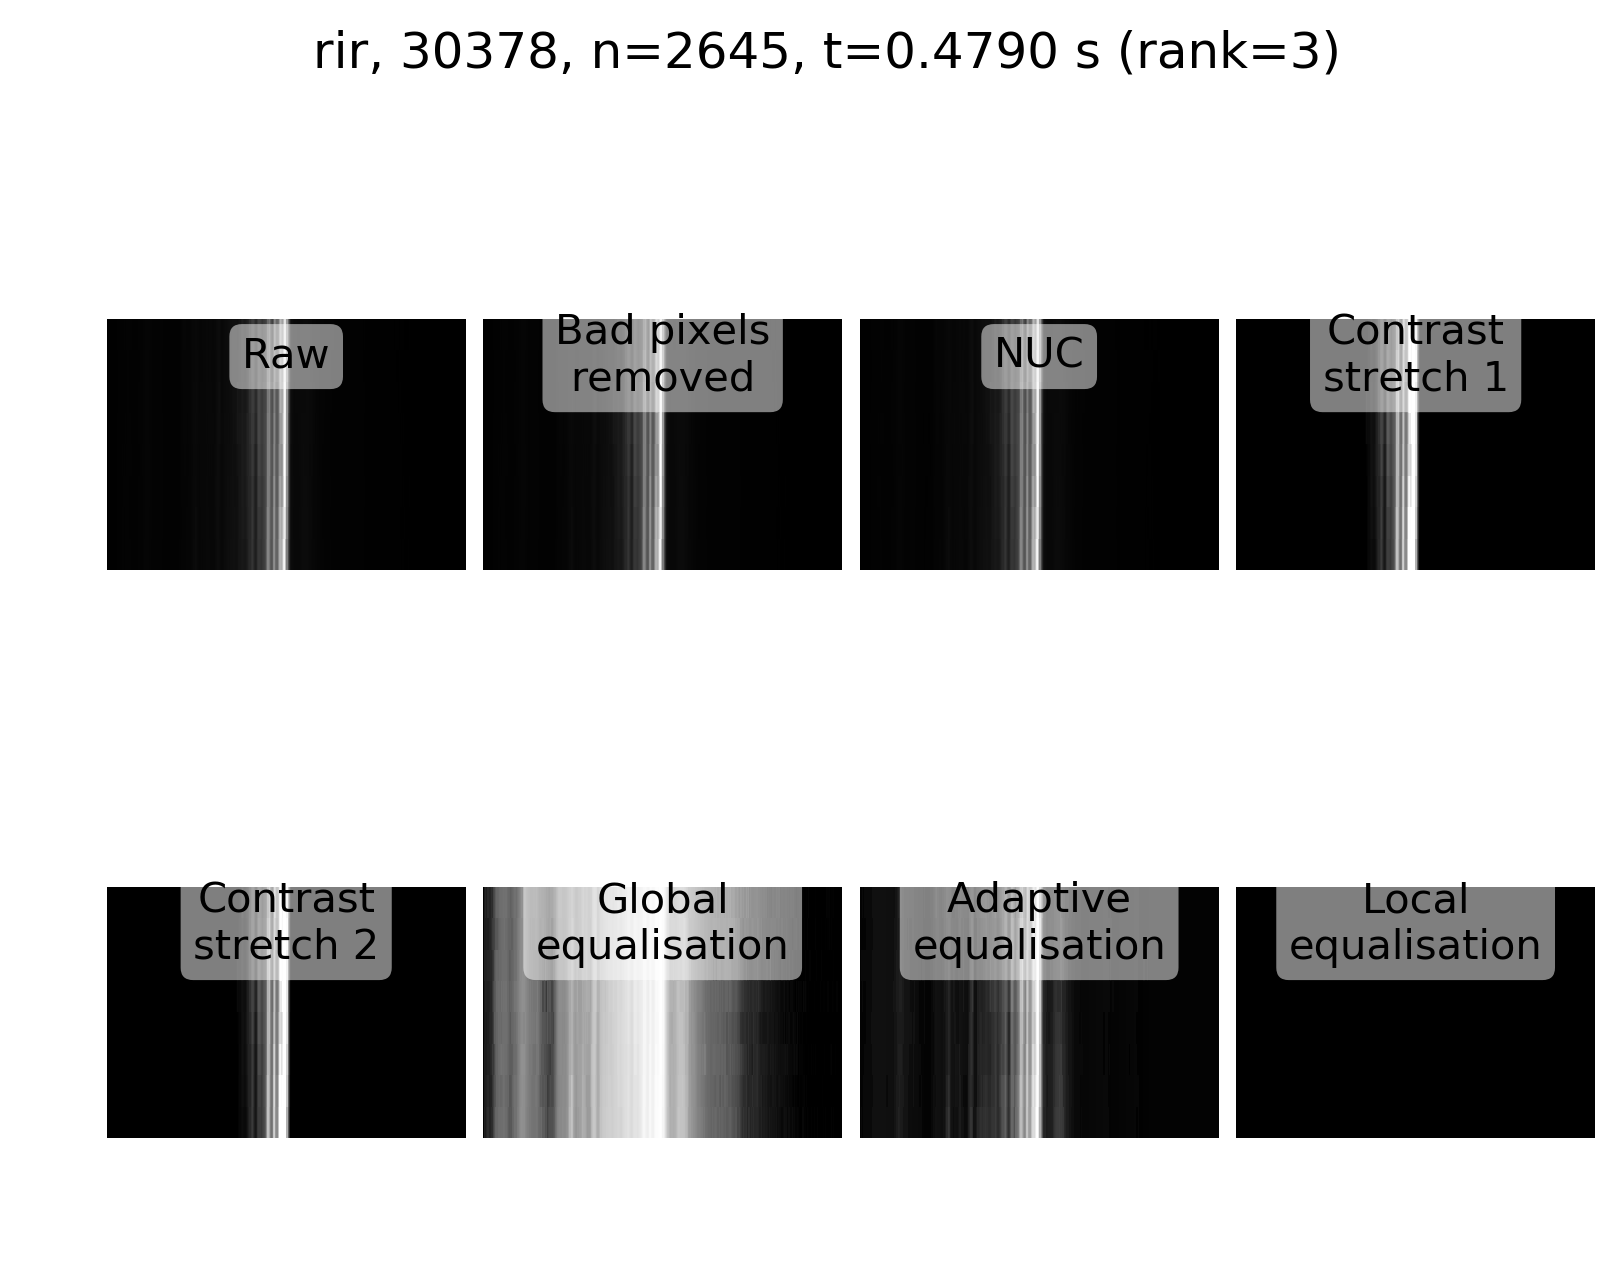 rir, 30378, n=2645, t=0.4790 s (rank=3)
Raw
Bad pixels
removed
NUC
Contrast
stretch 1
Contrast
stretch 2
Global
equalisation
Adaptive
equalisation
Local
equalisation